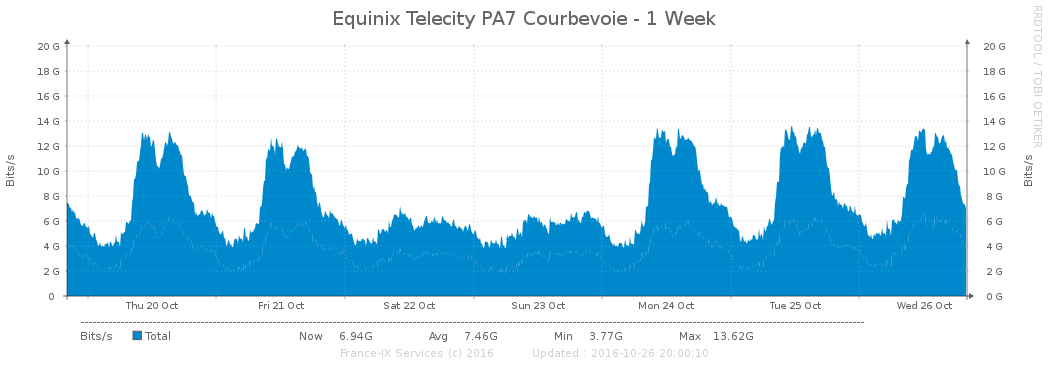 Equinix Telecity PA7 Courbevoie - 1 Week
RRDTOOL / TOBI OETIKER
Bits/s
Bits/s
20 G 20 G
18 G 18 G
16 G 16 G
14 G 14 G
12 G 12 G
10 G 10 G
8 G 8 G
6 G 6 G
4 G 4 G
2 G 2 G
0 0 G
Thu 20 Oct Fri 21 Oct Sat 22 Oct Sun 23 Oct Mon 24 Oct Tue 25 Oct Wed 26 Oct
Bits/s Total Now 6.94G Avg 7.46G Min 3.77G Max 13.62G
France-IX Services (c) 2016 Updated : 2016-10-26 20:00:10